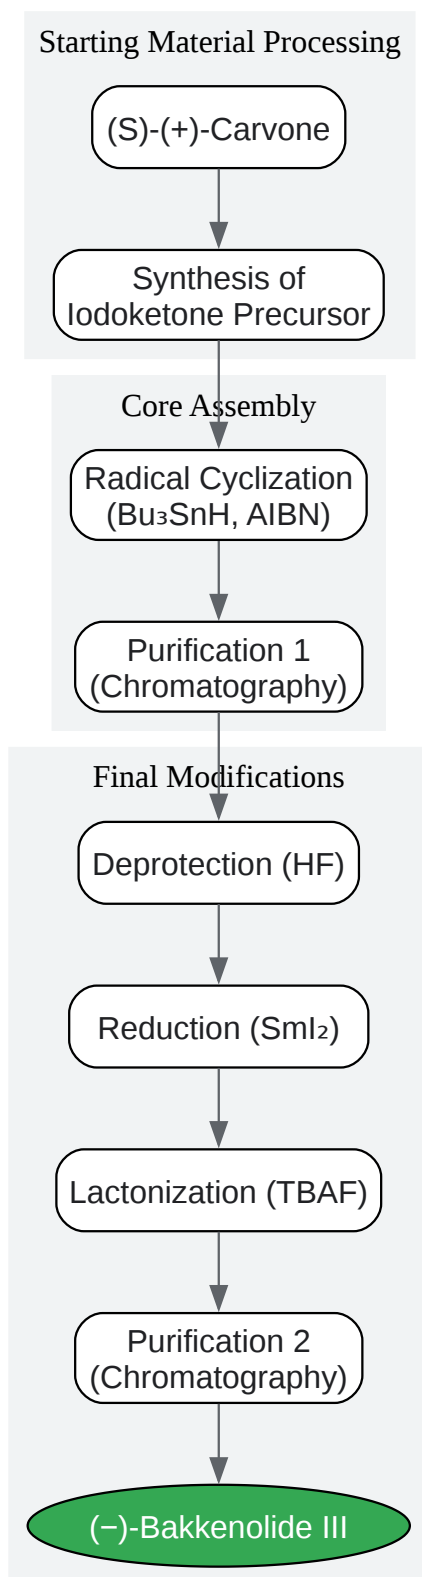 Starting Material Processing
(S)-(+)-Carvone
Synthesis of
Iodoketone Precursor
Core Assembly
Radical Cyclization
(Bu₃SnH, AIBN)
Purification 1
(Chromatography)
Final Modifications
Deprotection (HF)
Reduction (SmI₂)
Lactonization (TBAF)
Purification 2
(Chromatography)
(−)-Bakkenolide III